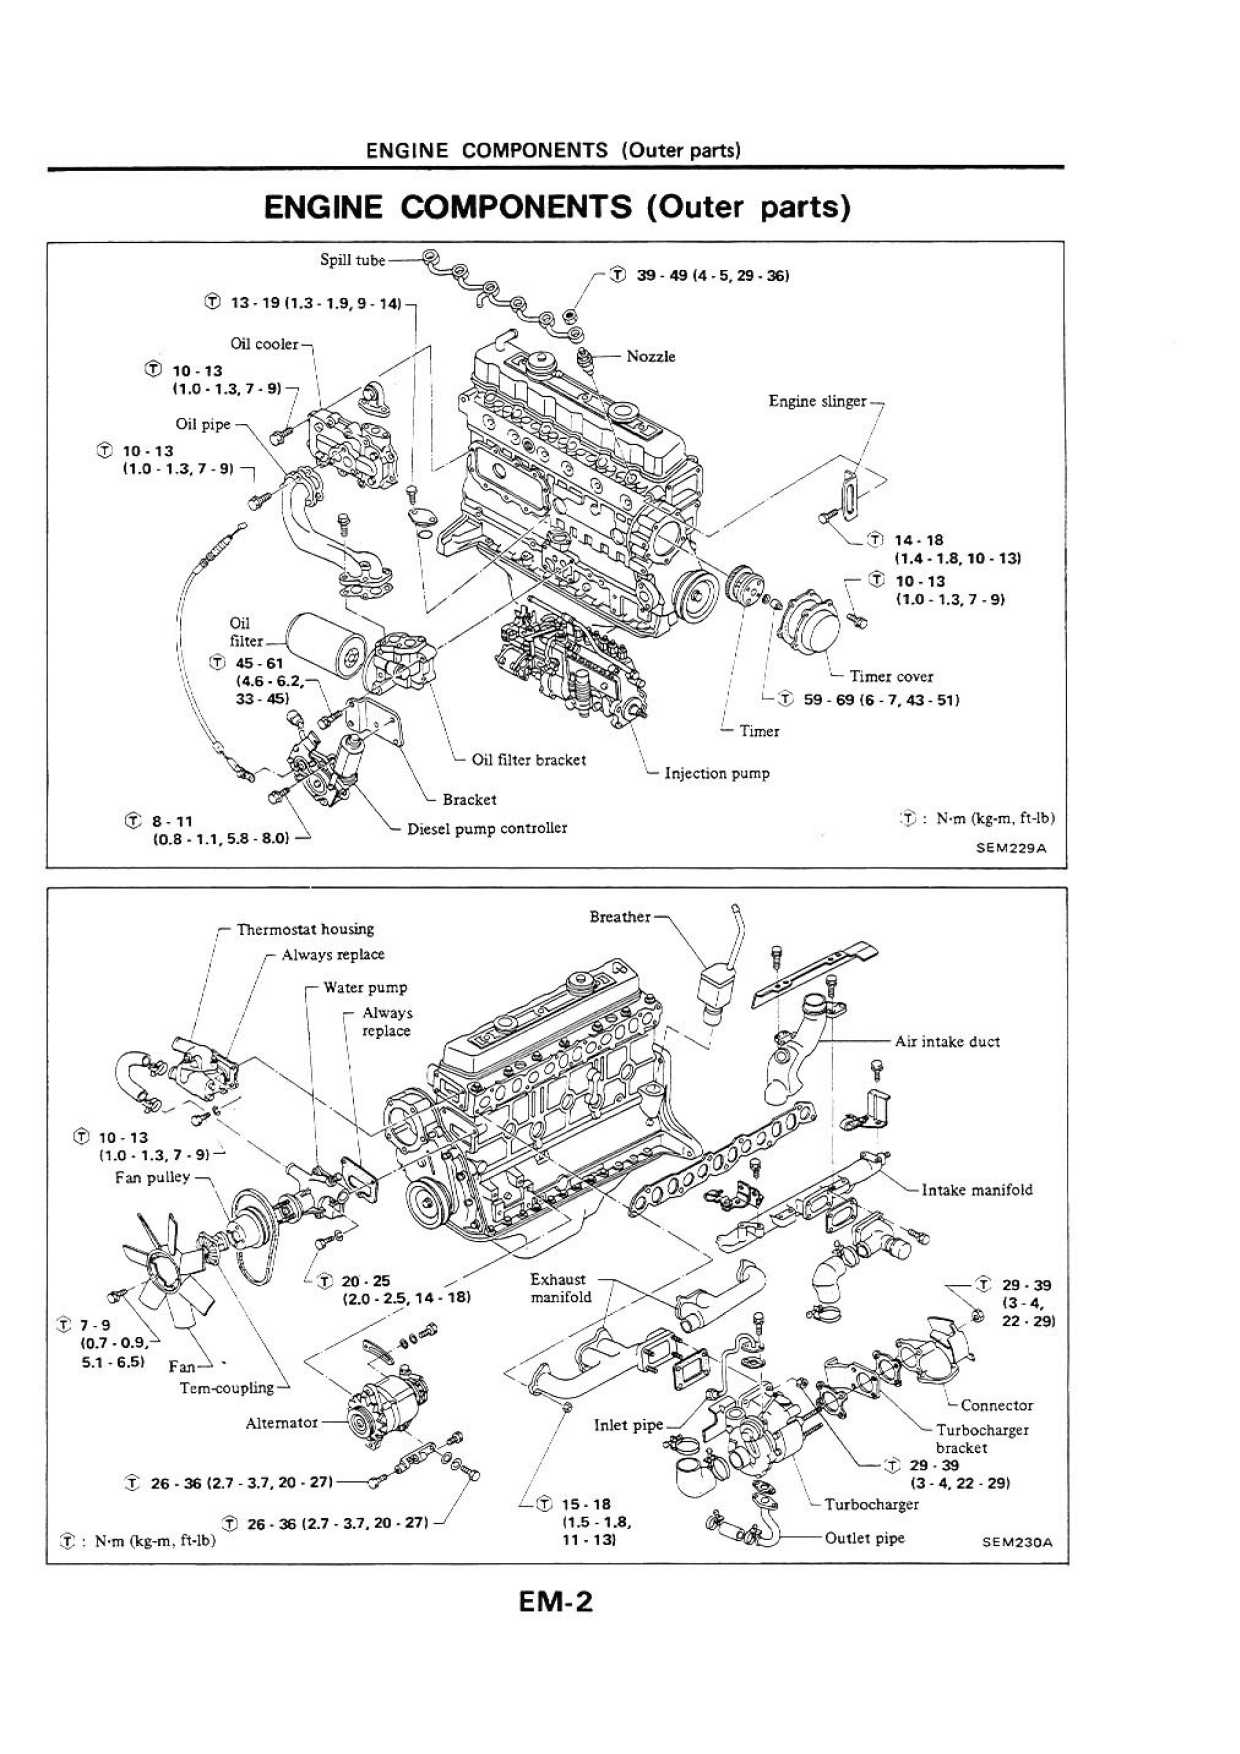 ENGINE COMPONENTS (Outer parts)
ENGINE COMPONENTS (Outer parts)
Spill tube
Ⓣ 39 - 49 (4 - 5, 29 - 36)
Ⓣ 13 - 19 (1.3 - 1.9, 9 - 14)
Oil cooler
Nozzle
Ⓣ 10 - 13
(1.0 - 1.3, 7 - 9)
Engine slinger
Oil pipe
Ⓣ 10 - 13
(1.0 - 1.3, 7 - 9)
Ⓣ 14 - 18
(1.4 - 1.8, 10 - 13)
Ⓣ 10 - 13
(1.0 - 1.3, 7 - 9)
Oil
filter
Ⓣ 45 - 61
(4.6 - 6.2,
33 - 45)
Timer cover
Ⓣ 59 - 69 (6 - 7, 43 - 51)
Timer
Oil filter bracket
Injection pump
Bracket
Ⓣ 8 - 11
(0.8 - 1.1, 5.8 - 8.0)
Diesel pump controller
Ⓣ : N·m (kg-m, ft-lb)
SEM229A
Breather
Thermostat housing
Always replace
Water pump
Always
replace
Air intake duct
Ⓣ 10 - 13
(1.0 - 1.3, 7 - 9)
Fan pulley
Intake manifold
Ⓣ 20 - 25
(2.0 - 2.5, 14 - 18)
Exhaust
manifold
Ⓣ 29 - 39
(3 - 4,
22 - 29)
Ⓣ 7 - 9
(0.7 - 0.9,
5.1 - 6.5)
Fan
Tem-coupling
Connector
Alternator
Inlet pipe
Turbocharger
bracket
Ⓣ 29 - 39
(3 - 4, 22 - 29)
Ⓣ 26 - 36 (2.7 - 3.7, 20 - 27)
Ⓣ 15 - 18
(1.5 - 1.8,
11 - 13)
Turbocharger
Ⓣ 26 - 36 (2.7 - 3.7, 20 - 27)
Outlet pipe
Ⓣ : N·m (kg-m, ft-lb)
SEM230A
EM-2